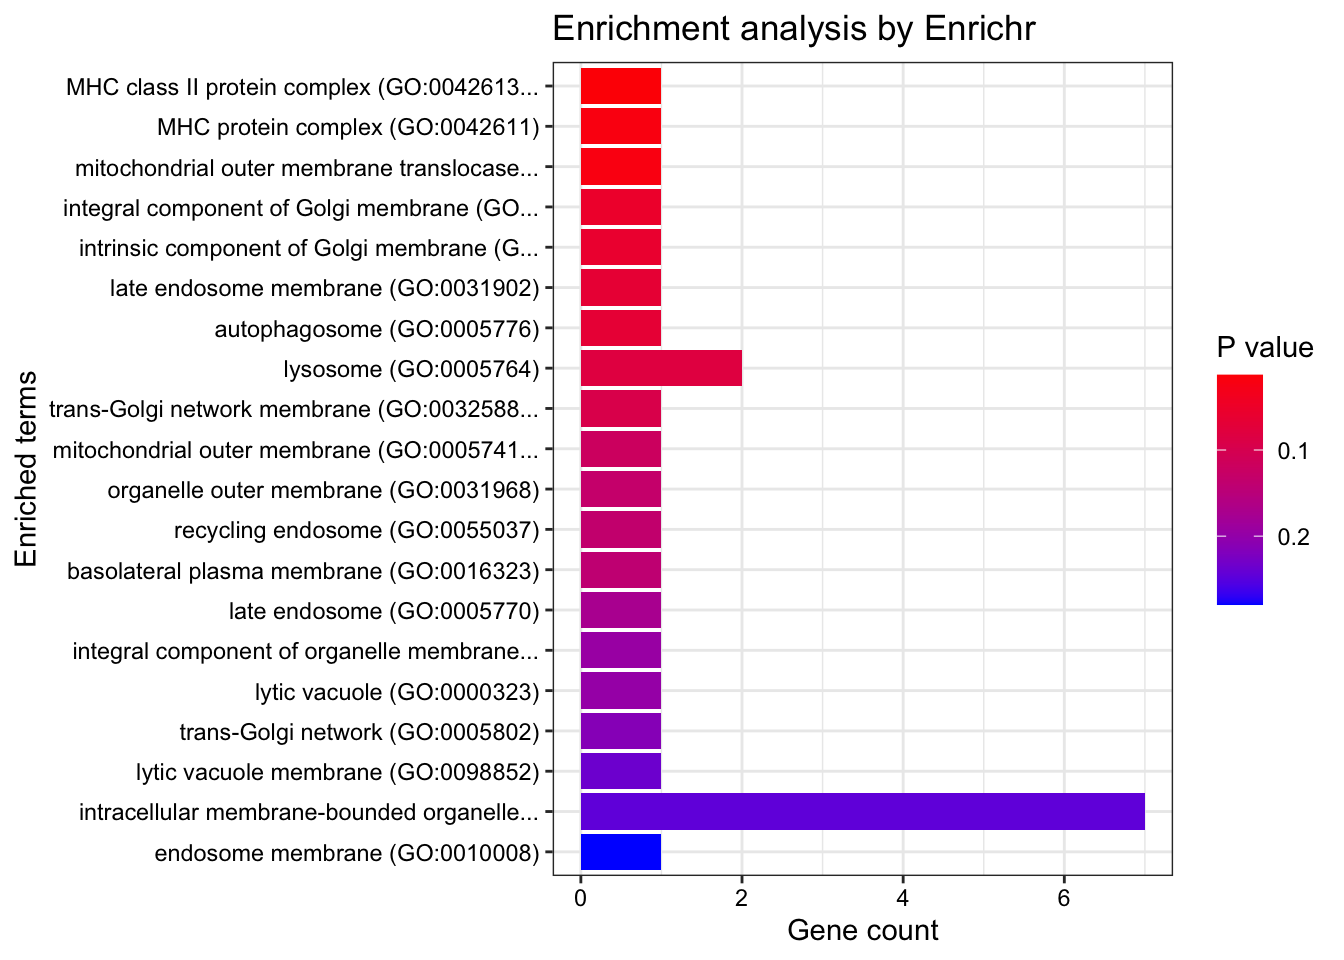 Enrichment analysis by Enrichr
MHC class II protein complex (GO:0042613...
MHC protein complex (GO:0042611)
mitochondrial outer membrane translocase...
integral component of Golgi membrane (GO...
intrinsic component of Golgi membrane (G...
late endosome membrane (GO:0031902)
autophagosome (GO:0005776)
lysosome (GO:0005764)
trans-Golgi network membrane (GO:0032588...
mitochondrial outer membrane (GO:0005741...
organelle outer membrane (GO:0031968)
recycling endosome (GO:0055037)
basolateral plasma membrane (GO:0016323)
late endosome (GO:0005770)
integral component of organelle membrane...
lytic vacuole (GO:0000323)
trans-Golgi network (GO:0005802)
lytic vacuole membrane (GO:0098852)
intracellular membrane-bounded organelle...
endosome membrane (GO:0010008)
Enriched terms
0 2 4 6
Gene count
P value
0.1
0.2